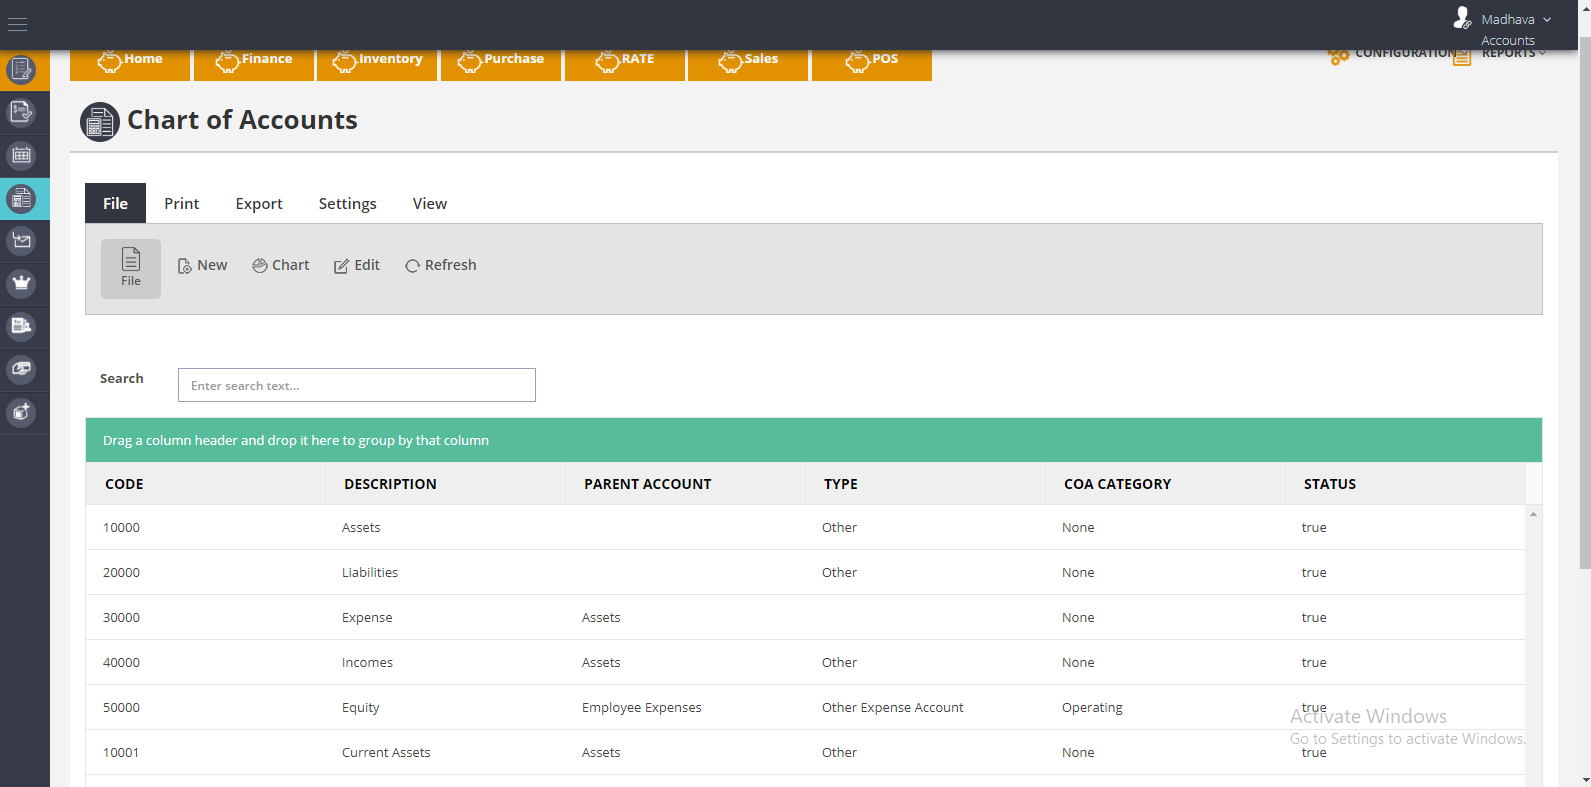 Madhava
Accounts
Home Finance Inventory Purchase RATE Sales POS
CONFIGURATION REPORTS
Chart of Accounts
File Print Export Settings View
File New Chart Edit Refresh
Search Enter search text...
Drag a column header and drop it here to group by that column
CODE DESCRIPTION PARENT ACCOUNT TYPE COA CATEGORY STATUS
10000 Assets Other None true
20000 Liabilities Other None true
30000 Expense Assets None true
40000 Incomes Assets Other None true
50000 Equity Employee Expenses Other Expense Account Operating true
Activate Windows
Go to Settings to activate Windows.
10001 Current Assets Assets Other None true